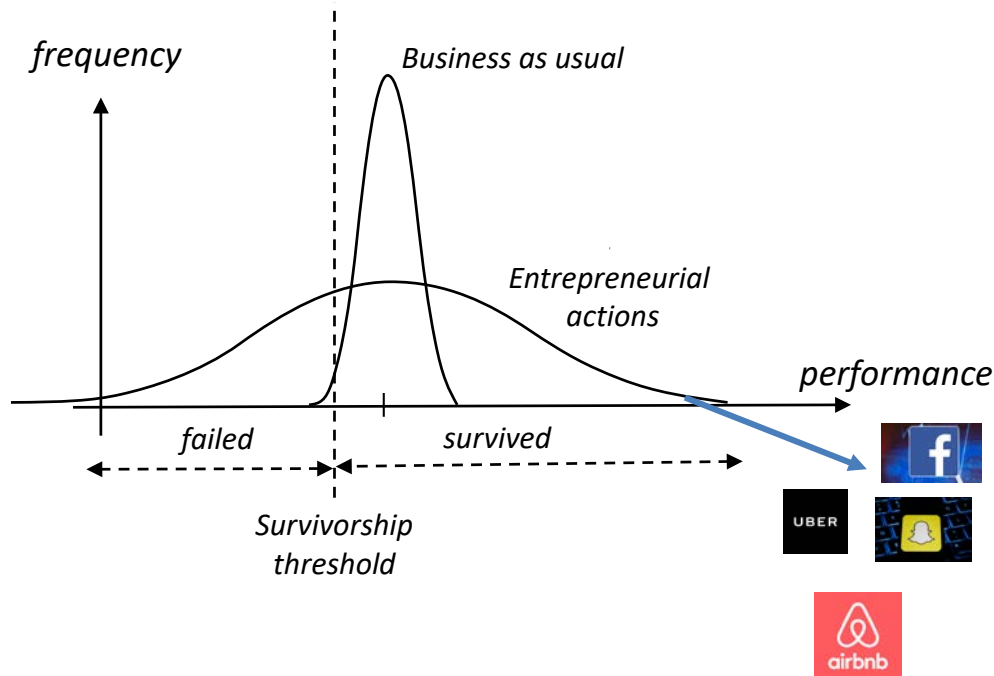 frequency
Business as usual
Entrepreneurial
actions
performance
failed
survived
Survivorship
threshold
f
UBER
airbnb